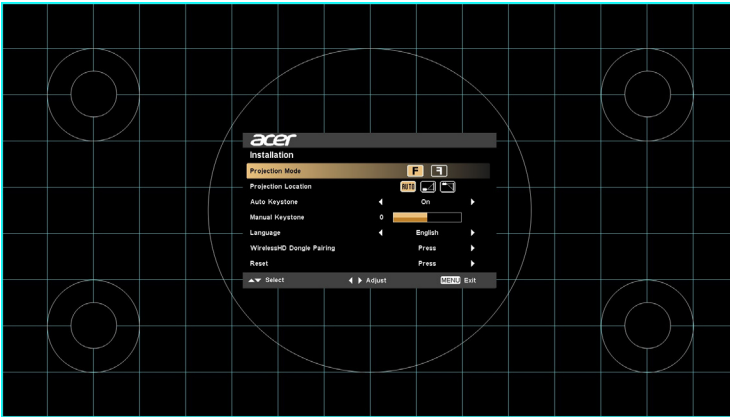 acer
Installation
Projection Mode F F
Projection Location AUTO
Auto Keystone On
Manual Keystone 0
Language English
WirelessHD Dongle Pairing Press
Reset Press
Select Adjust MENU Exit